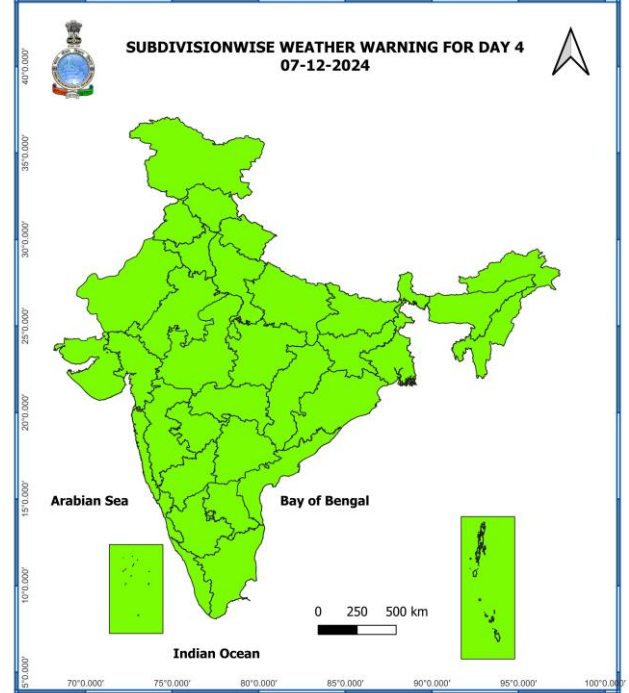 SUBDIVISIONWISE WEATHER WARNING FOR DAY 4
07-12-2024
40°0.000'
35°0.000'
30°0.000'
25°0.000'
20°0.000'
15°0.000'
10°0.000'
5°0.000'
Arabian Sea
Bay of Bengal
0 250 500 km
Indian Ocean
70°0.000' 75°0.000' 80°0.000' 85°0.000' 90°0.000' 95°0.000' 100°0.000'